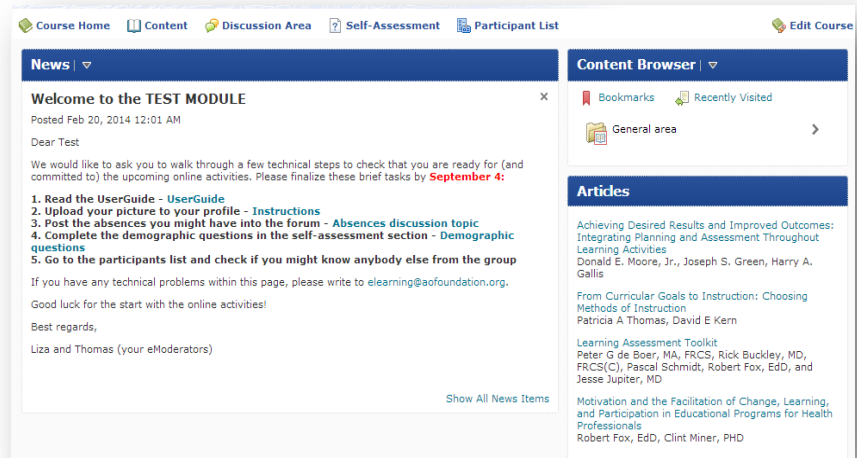 Course Home Content Discussion Area Self-Assessment Participant List Edit Course
News
Welcome to the TEST MODULE
Posted Feb 20, 2014 12:01 AM
Dear Test
We would like to ask you to walk through a few technical steps to check that you are ready for (and
committed to) the upcoming online activities. Please finalize these brief tasks by September 4:
1. Read the UserGuide - UserGuide
2. Upload your picture to your profile - Instructions
3. Post the absences you might have into the forum - Absences discussion topic
4. Complete the demographic questions in the self-assessment section - Demographic
questions
5. Go to the participants list and check if you might know anybody else from the group
If you have any technical problems within this page, please write to elearning@aofoundation.org.
Good luck for the start with the online activities!
Best regards,
Liza and Thomas (your eModerators)
Show All News Items
Content Browser
Bookmarks Recently Visited
General area
Articles
Achieving Desired Results and Improved Outcomes:
Integrating Planning and Assessment Throughout
Learning Activities
Donald E. Moore, Jr., Joseph S. Green, Harry A.
Gallis
From Curricular Goals to Instruction: Choosing
Methods of Instruction
Patricia A Thomas, David E Kern
Learning Assessment Toolkit
Peter G de Boer, MA, FRCS, Rick Buckley, MD,
FRCS(C), Pascal Schmidt, Robert Fox, EdD, and
Jesse Jupiter, MD
Motivation and the Facilitation of Change, Learning,
and Participation in Educational Programs for Health
Professionals
Robert Fox, EdD, Clint Miner, PHD